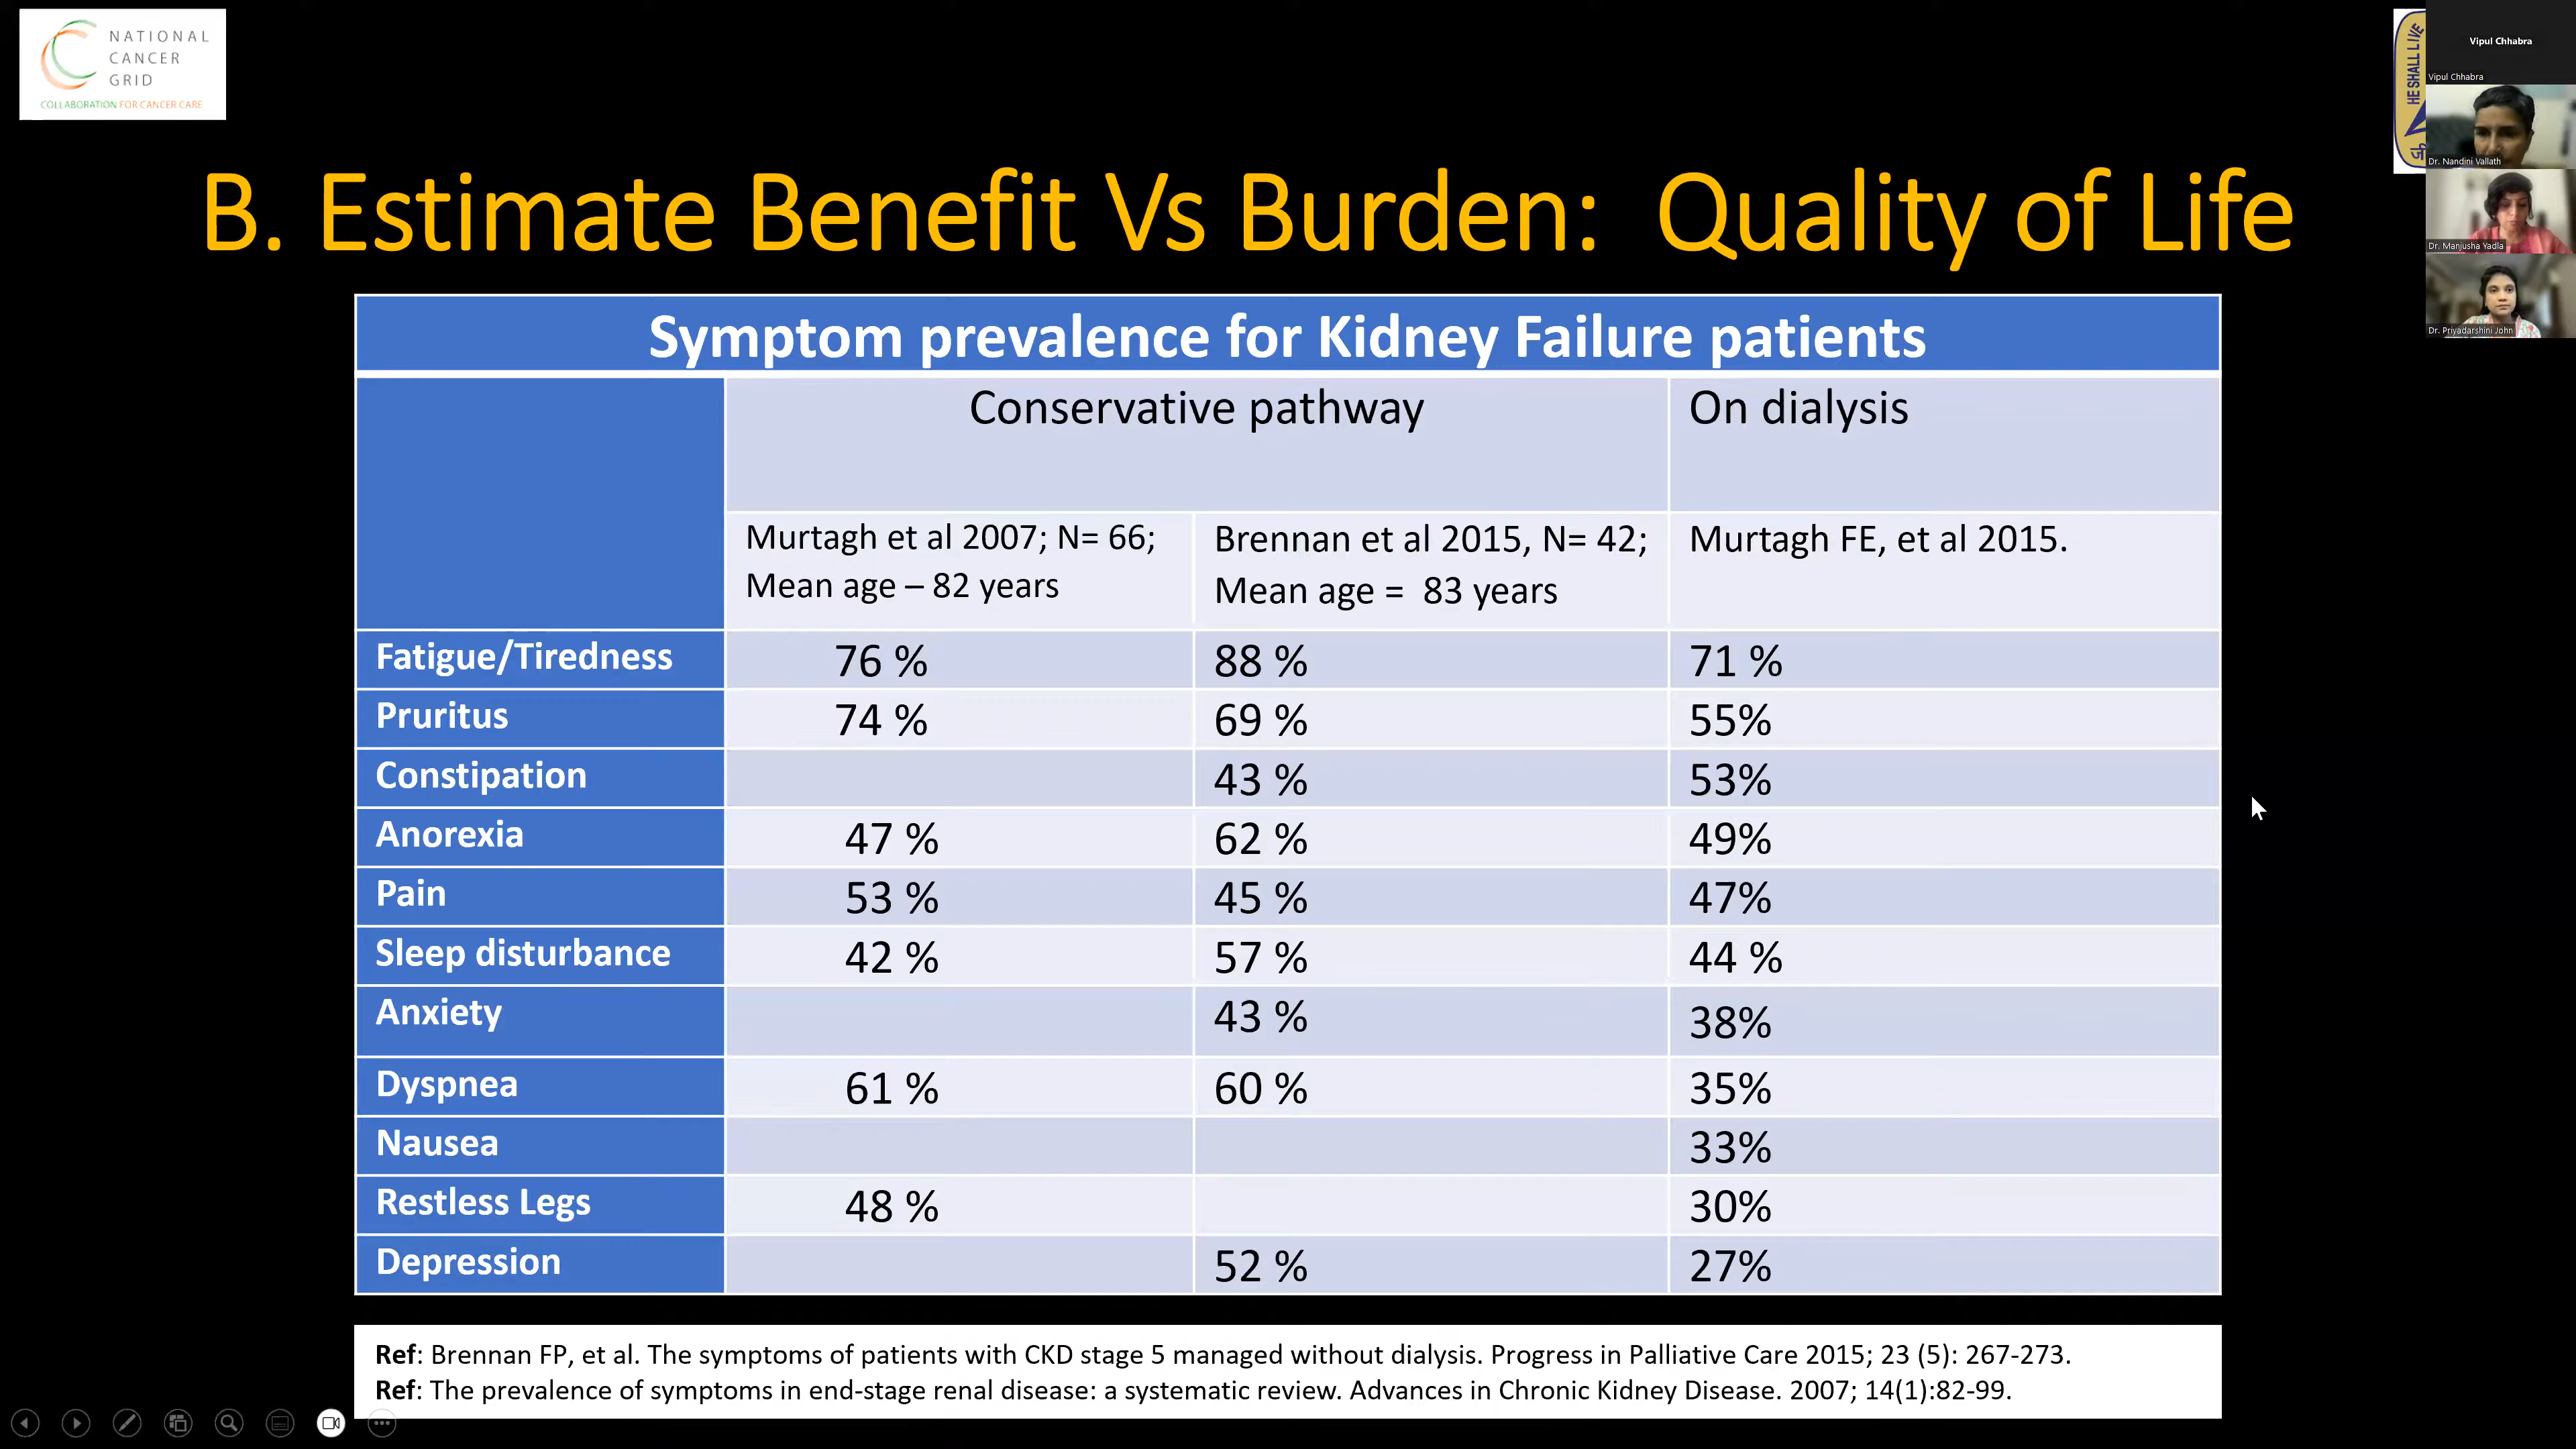 NATIONAL
CANCER
GRID
COLLABORATION FOR CANCER CARE
HE SHALL LIVE
Vipul Chhabra
Vipul Chhabra
Dr. Nandini Vallath
Dr. Manjusha Yadla
Dr. Priyadarshini John
B. Estimate Benefit Vs Burden: Quality of Life
Symptom prevalence for Kidney Failure patients
Conservative pathway On dialysis
Murtagh et al 2007; N= 66; Brennan et al 2015, N= 42; Murtagh FE, et al 2015.
Mean age – 82 years Mean age = 83 years
Fatigue/Tiredness 76 % 88 % 71 %
Pruritus 74 % 69 % 55%
Constipation 43 % 53%
Anorexia 47 % 62 % 49%
Pain 53 % 45 % 47%
Sleep disturbance 42 % 57 % 44 %
Anxiety 43 % 38%
Dyspnea 61 % 60 % 35%
Nausea 33%
Restless Legs 48 % 30%
Depression 52 % 27%
Ref: Brennan FP, et al. The symptoms of patients with CKD stage 5 managed without dialysis. Progress in Palliative Care 2015; 23 (5): 267-273.
Ref: The prevalence of symptoms in end-stage renal disease: a systematic review. Advances in Chronic Kidney Disease. 2007; 14(1):82-99.